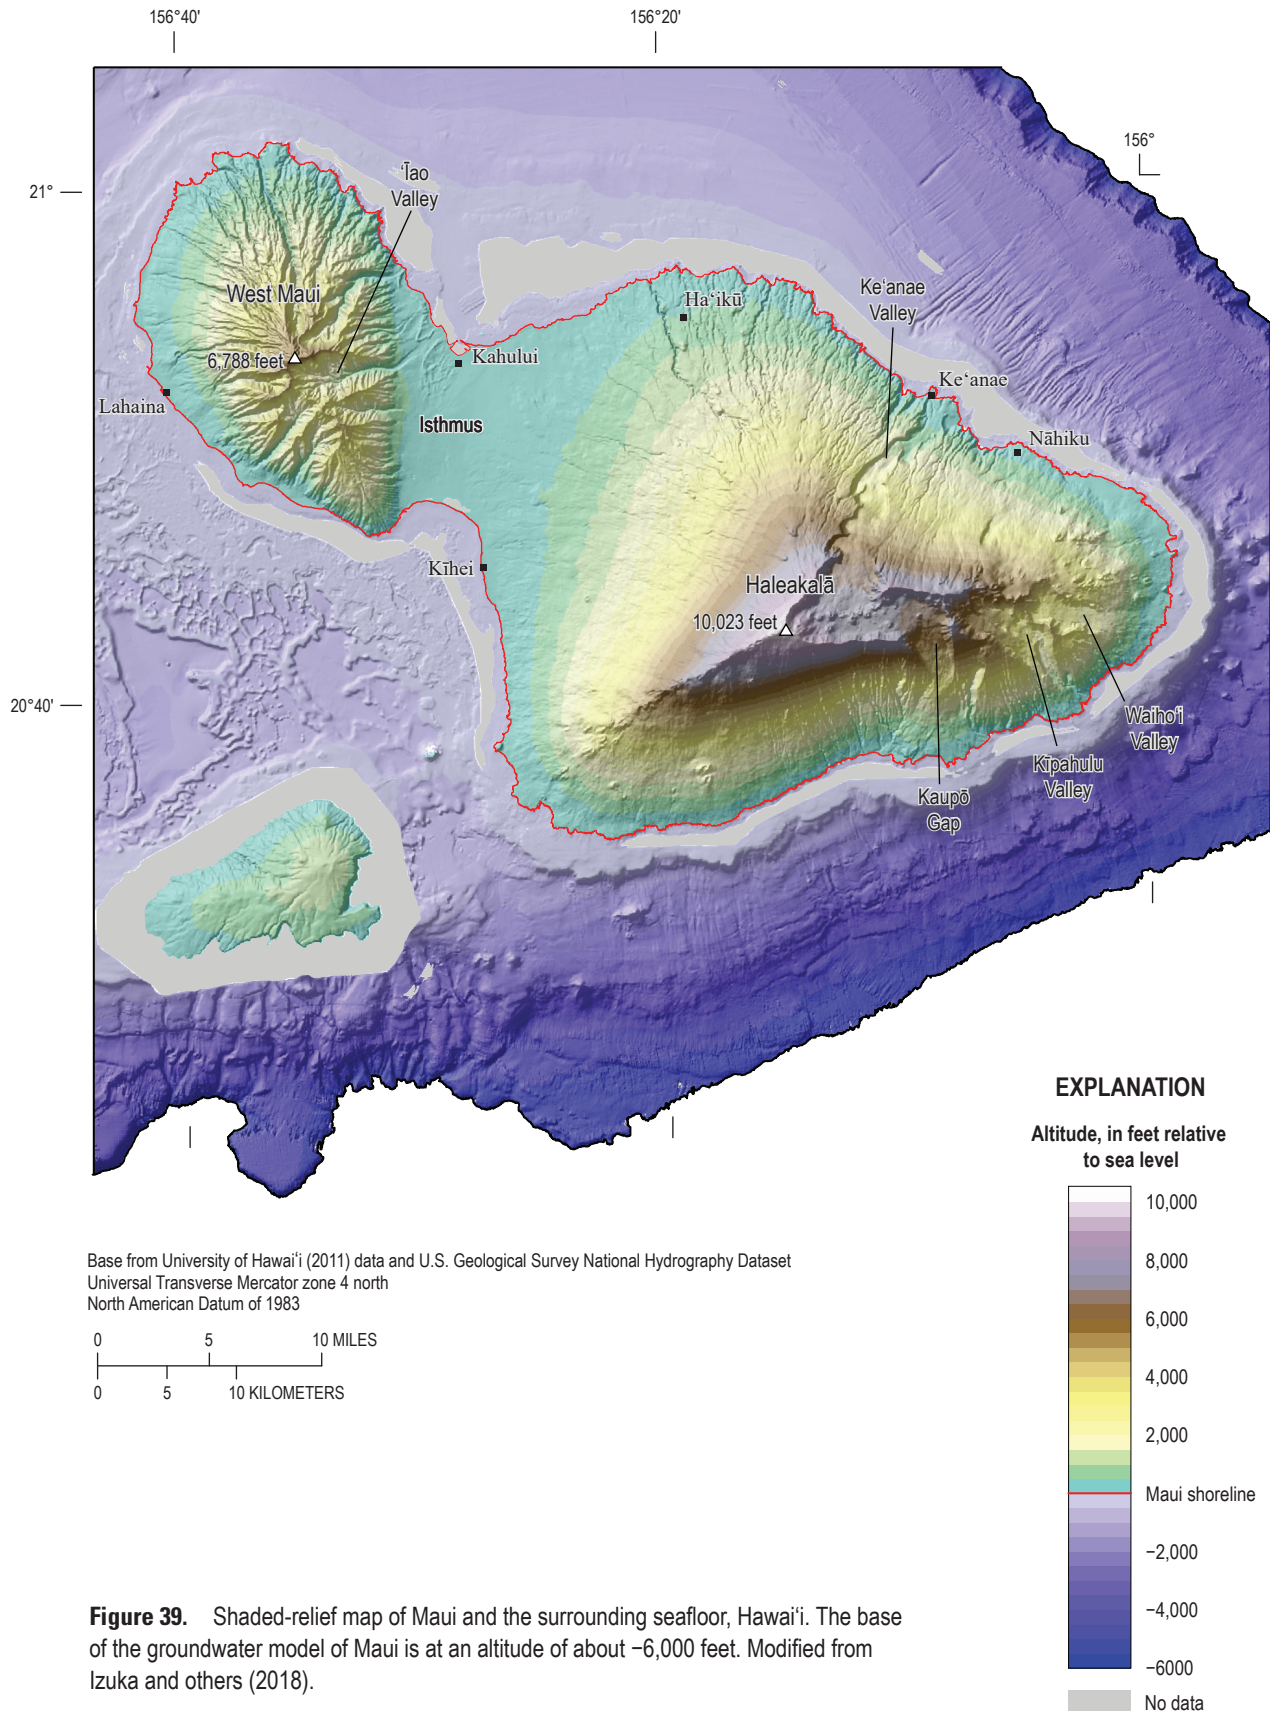 156°40'
156°20'
156°
21°
ʻĪao
Valley
Keʻanae
Valley
West Maui
Haʻikū
6,788 feet
Kahului
Keʻanae
Lahaina
Isthmus
Nāhiku
Kīhei
Haleakalā
10,023 feet
20°40'
Waihoʻi
Valley
Kīpahulu
Valley
Kaupō
Gap
EXPLANATION
Altitude, in feet relative
to sea level
10,000
8,000
6,000
4,000
2,000
Maui shoreline
−2,000
−4,000
−6000
No data
Base from University of Hawaiʻi (2011) data and U.S. Geological Survey National Hydrography Dataset
Universal Transverse Mercator zone 4 north
North American Datum of 1983
0 5 10 MILES
0 5 10 KILOMETERS
Figure 39. Shaded-relief map of Maui and the surrounding seafloor, Hawaiʻi. The base
of the groundwater model of Maui is at an altitude of about −6,000 feet. Modified from
Izuka and others (2018).